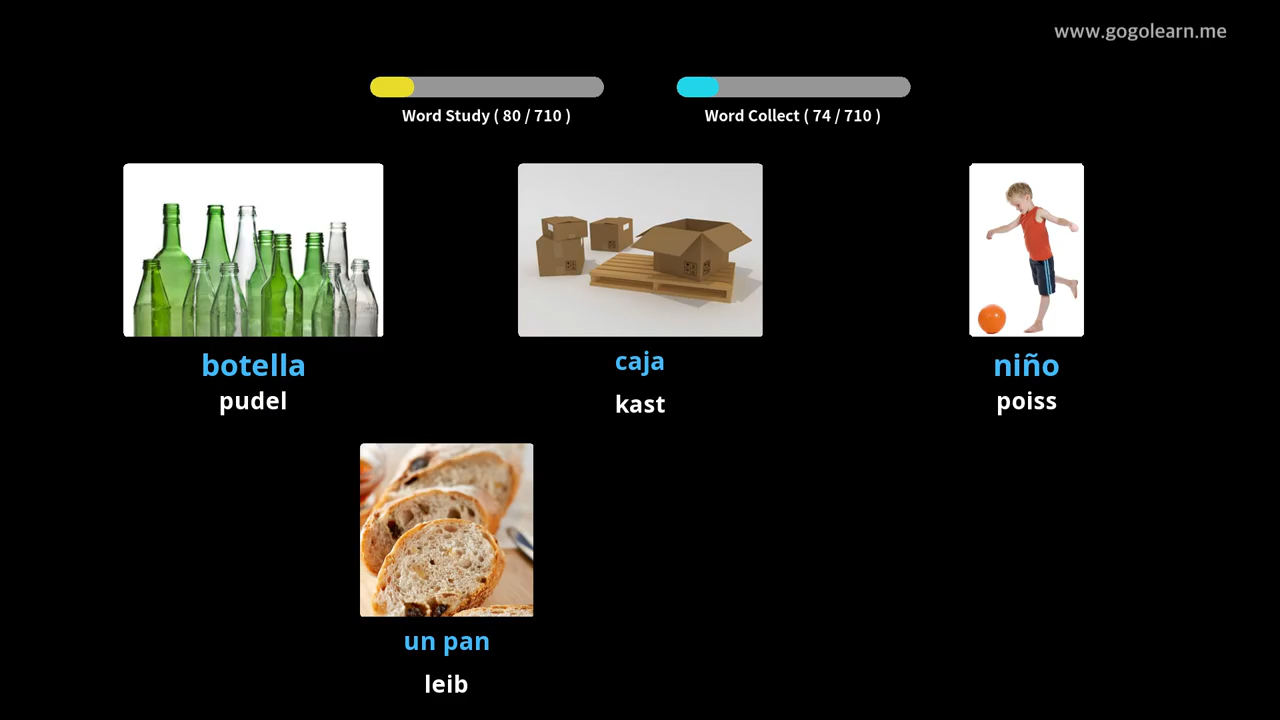 www.gogolearn.me
Word Study ( 80 / 710 )
Word Collect ( 74 / 710 )
botella
pudel
caja
kast
niño
poiss
un pan
leib